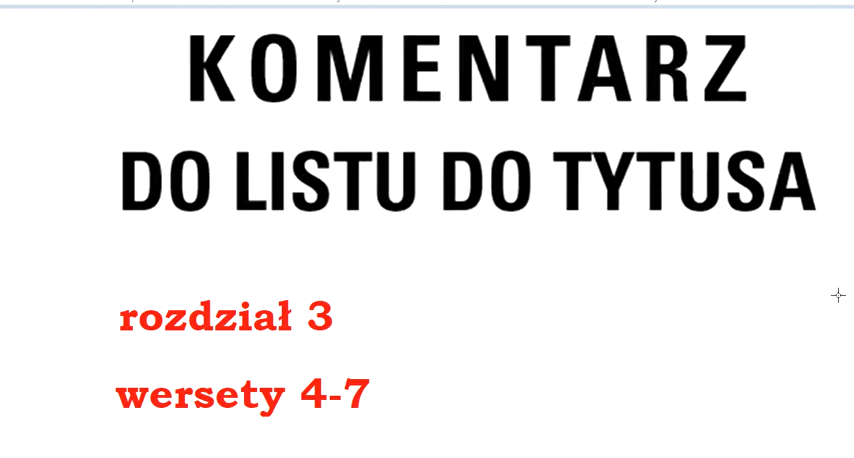 KOMENTARZ
DO LISTU DO TYTUSA
rozdział 3
wersety 4-7